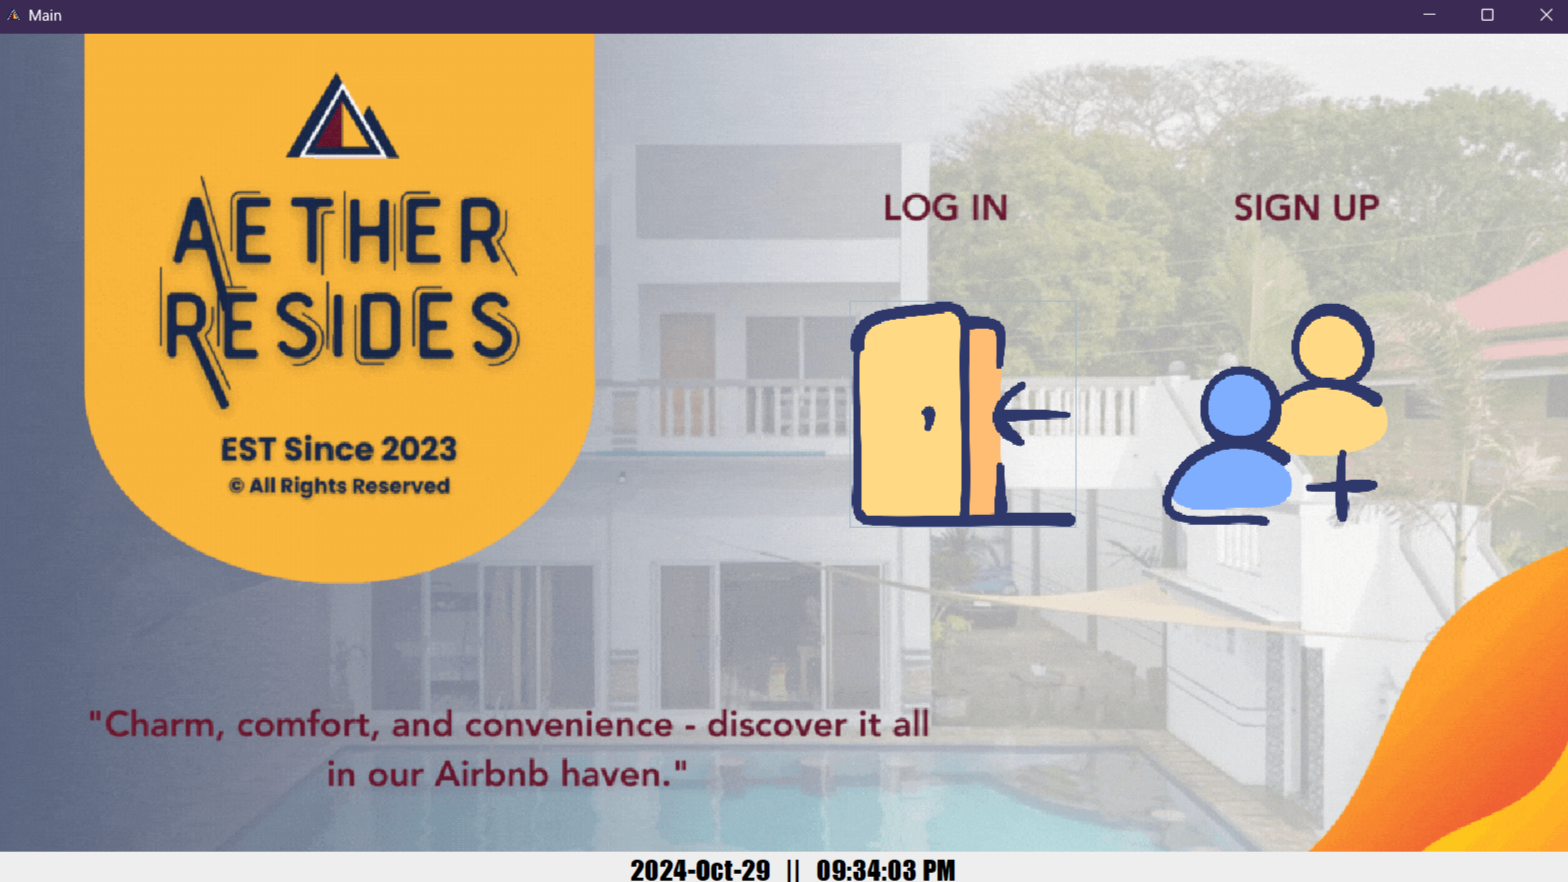 Main
AETHER
RESIDES
EST Since 2023
© All Rights Reserved
LOG IN
SIGN UP
"Charm, comfort, and convenience - discover it all
in our Airbnb haven."
2024-Oct-29 || 09:34:03 PM